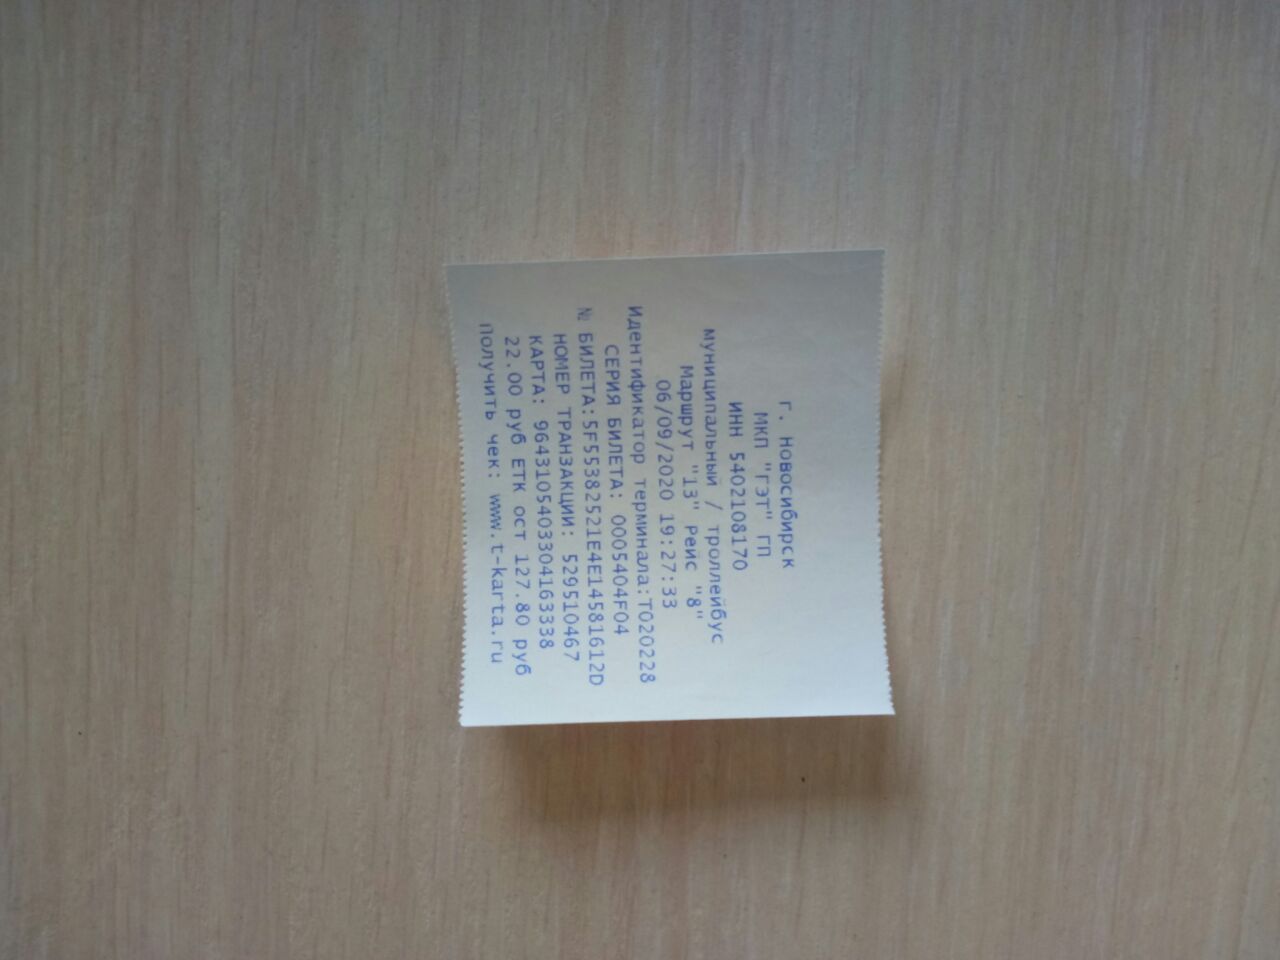 г. Новосибирск
МКП "ГЭТ" ГП
ИНН 5402108170
муниципальный / троллейбус
Маршрут "13" Рейс "8"
06/09/2020 19:27:33
Идентификатор терминала:T020228
СЕРИЯ БИЛЕТА: 0005404F04
№ БИЛЕТА:5F55382521E4E14581612D
НОМЕР ТРАНЗАКЦИИ: 529510467
КАРТА: 9643105403304163338
22.00 руб ЕТК ост 127.80 руб
Получить чек: www.t-karta.ru